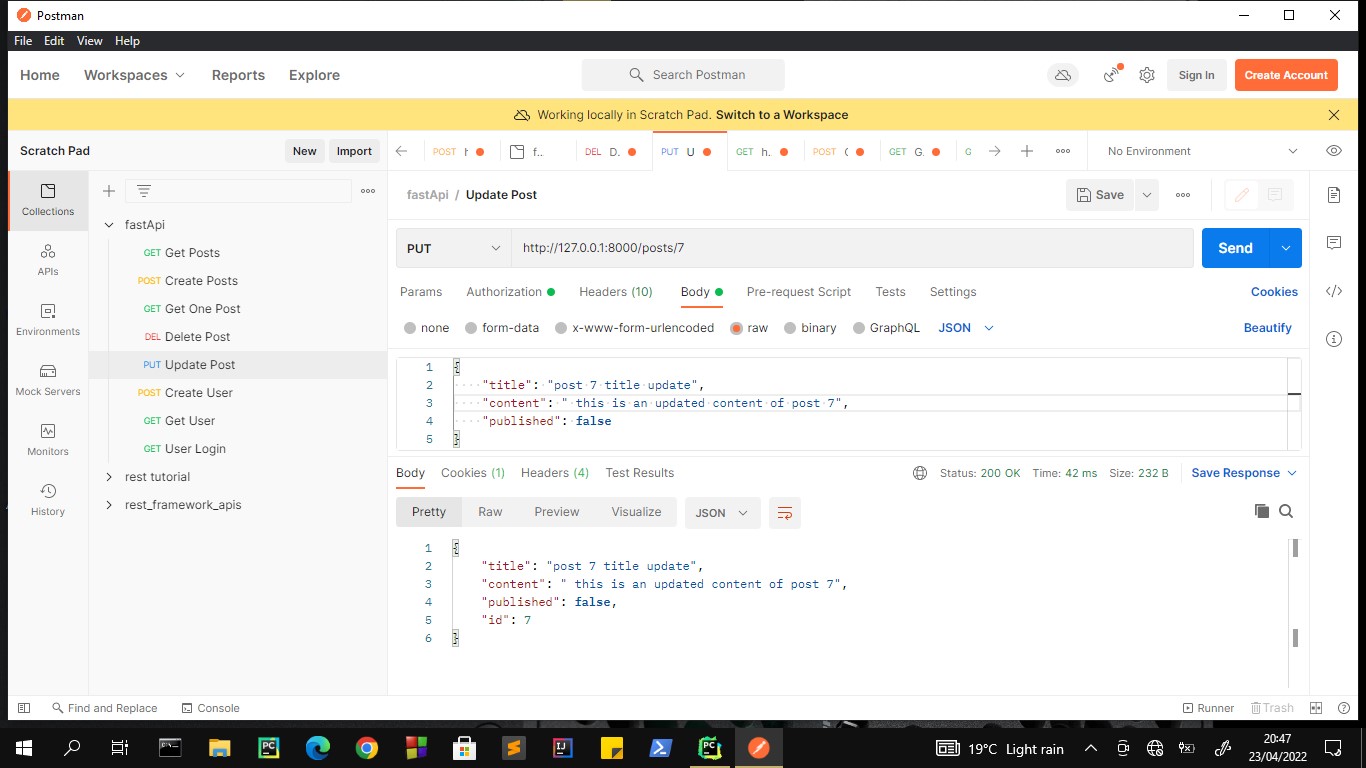 Postman
File Edit View Help
Home Workspaces Reports Explore Search Postman Sign In Create Account
Working locally in Scratch Pad. Switch to a Workspace
Scratch Pad New Import
POST f.. DEL D. PUT U GET h. POST GET G. G No Environment
Collections
APIs
Environments
Mock Servers
Monitors
History
fastApi
GET Get Posts
POST Create Posts
GET Get One Post
DEL Delete Post
PUT Update Post
POST Create User
GET Get User
GET User Login
rest tutorial
rest_framework_apis
fastApi / Update Post Save
PUT http://127.0.0.1:8000/posts/7 Send
Params Authorization Headers (10) Body Pre-request Script Tests Settings Cookies
none form-data x-www-form-urlencoded raw binary GraphQL JSON Beautify
1 {
2 "title": "post 7 title update",
3 "content": " this is an updated content of post 7",
4 "published": false
5 }
Body Cookies (1) Headers (4) Test Results Status: 200 OK Time: 42 ms Size: 232 B Save Response
Pretty Raw Preview Visualize JSON
1 {
2 "title": "post 7 title update",
3 "content": " this is an updated content of post 7",
4 "published": false,
5 "id": 7
6 }
Find and Replace Console Runner Trash
19°C Light rain 20:47
23/04/2022